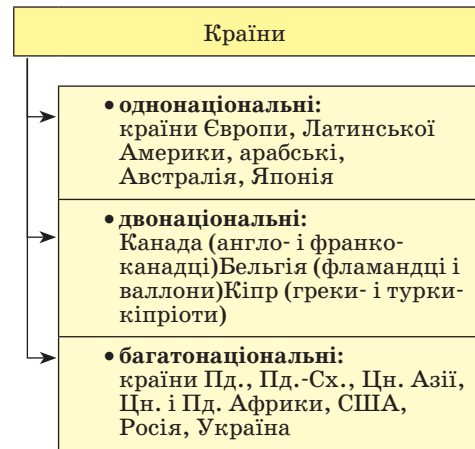 Країни
• однонаціональні:
країни Європи, Латинської
Америки, арабські,
Австралія, Японія
• двонаціональні:
Канада (англо- і франко-
канадці)Бельгія (фламандці і
валлони)Кіпр (греки- і турки-
кіпріоти)
• багатонаціональні:
країни Пд., Пд.-Сх., Цн. Азії,
Цн. і Пд. Африки, США,
Росія, Україна